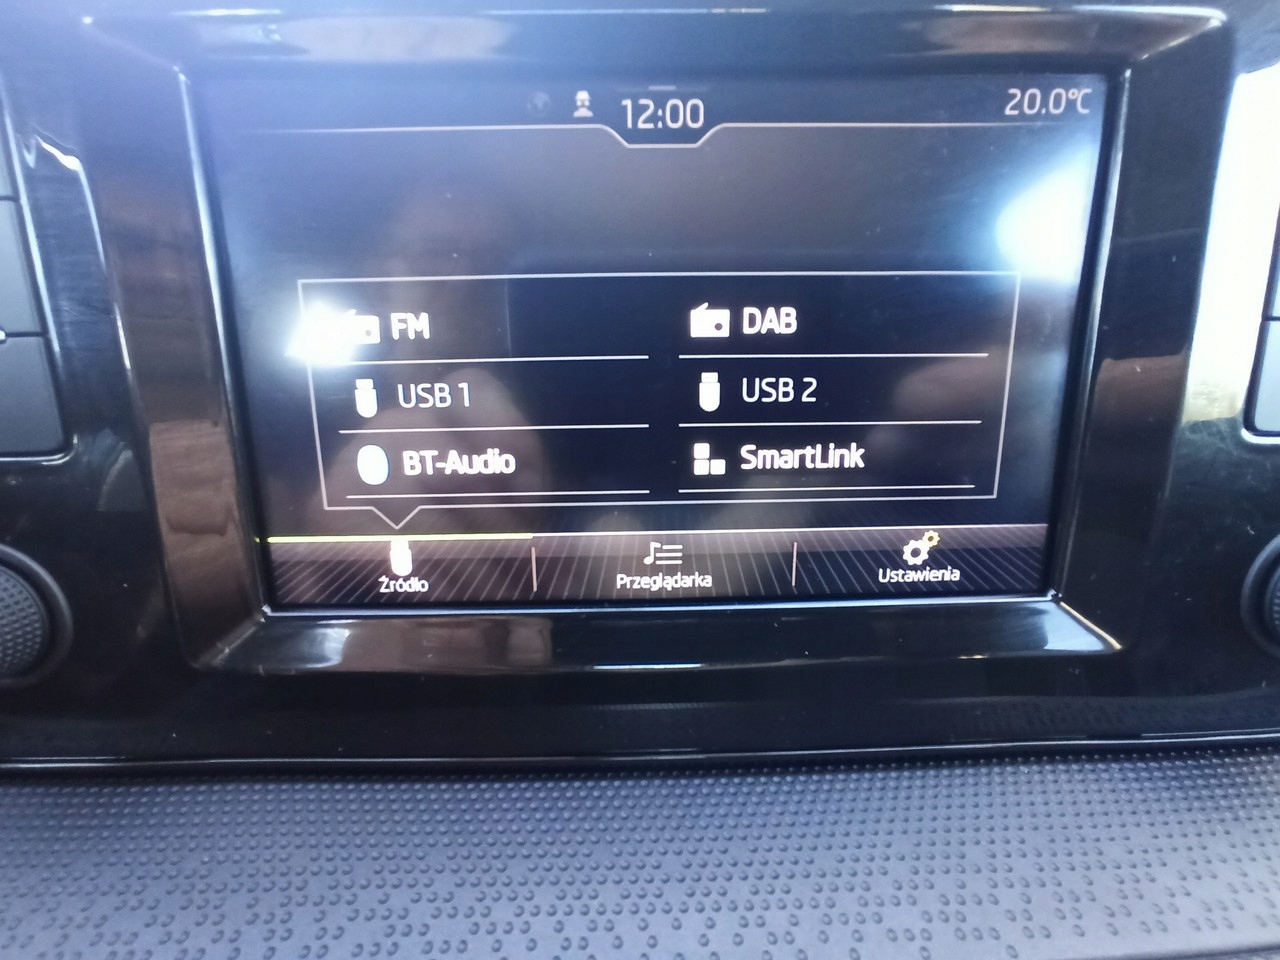 12:00
20.0°C
FM
DAB
USB 1
USB 2
BT-Audio
SmartLink
Źródło
Przeglądarka
Ustawienia